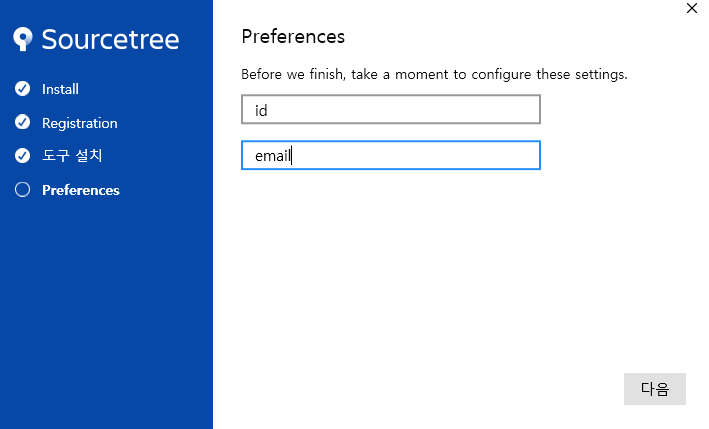 Sourcetree
Install
Registration
도구 설치
Preferences
Preferences
Before we finish, take a moment to configure these settings.
id
email
다음